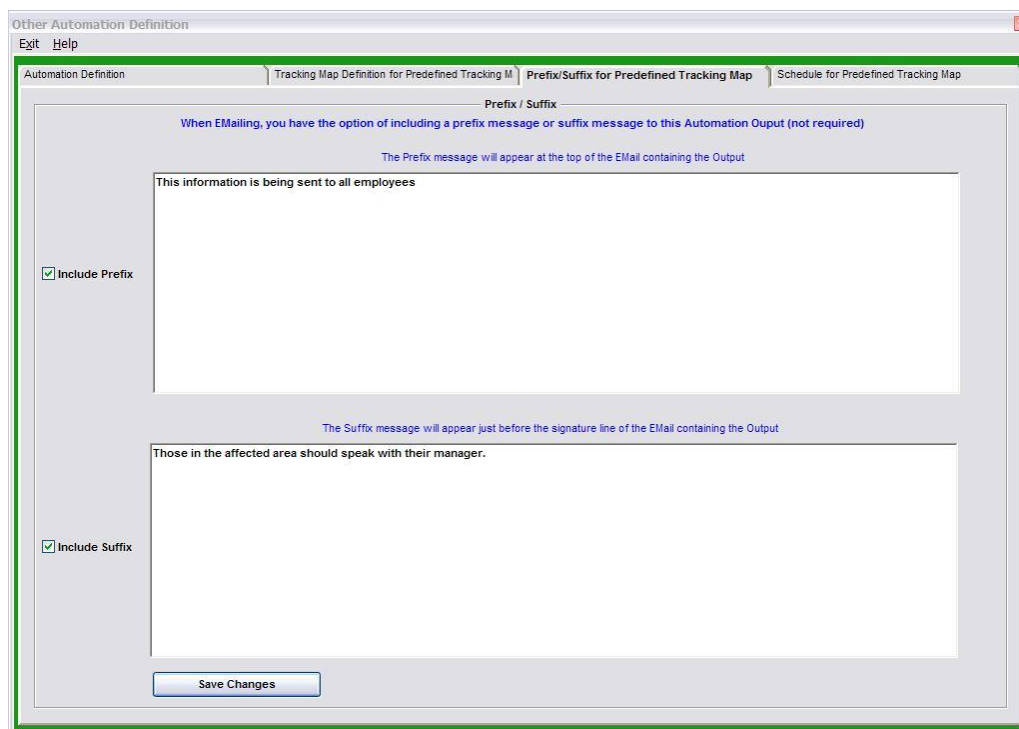 Other Automation Definition
Exit Help
Automation Definition
Tracking Map Definition for Predefined Tracking M
Prefix/Suffix for Predefined Tracking Map
Schedule for Predefined Tracking Map
Prefix / Suffix
When EMailing, you have the option of including a prefix message or suffix message to this Automation Ouput (not required)
The Prefix message will appear at the top of the EMail containing the Output
This information is being sent to all employees
Include Prefix
The Suffix message will appear just before the signature line of the EMail containing the Output
Those in the affected area should speak with their manager.
Include Suffix
Save Changes